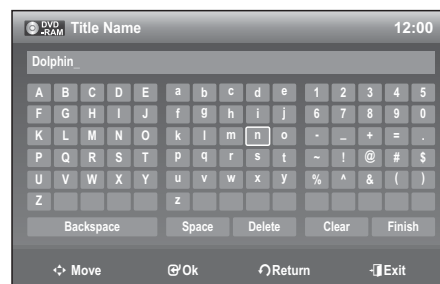 DVD-RAM Title Name 12:00
Dolphin_
A B C D E a b c d e 1 2 3 4 5
F G H I J f g h i j 6 7 8 9 0
K L M N O k l m n o - _ + = .
P Q R S T p q r s t ~ ! @ # $
U V W X Y u v w x y % ^ & ( )
Z z
Backspace Space Delete Clear Finish
Move Ok Return Exit